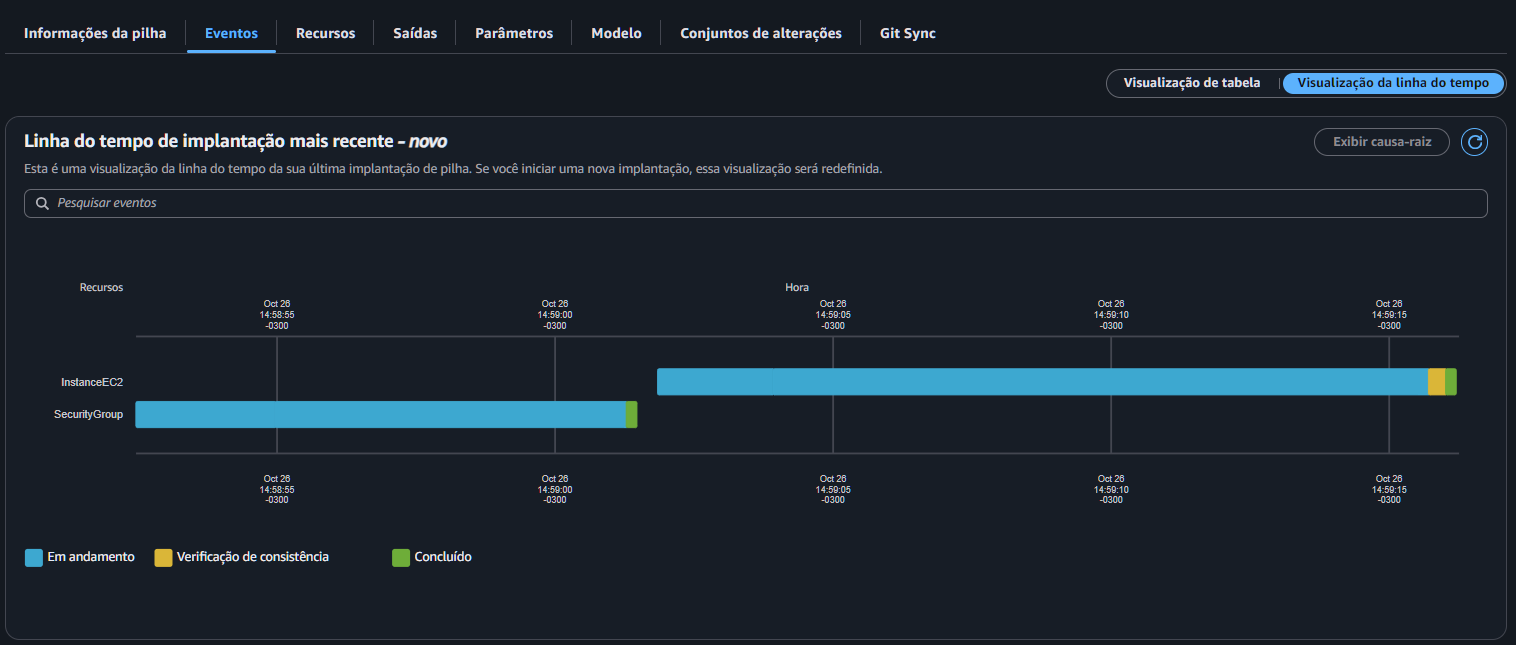 Informações da pilha
Eventos
Recursos
Saídas
Parâmetros
Modelo
Conjuntos de alterações
Git Sync
Visualização de tabela
Visualização da linha do tempo
Linha do tempo de implantação mais recente - novo
Exibir causa-raiz
Esta é uma visualização da linha do tempo da sua última implantação de pilha. Se você iniciar uma nova implantação, essa visualização será redefinida.
Pesquisar eventos
Recursos
Hora
Oct 26
14:58:55
-0300
Oct 26
14:59:00
-0300
Oct 26
14:59:05
-0300
Oct 26
14:59:10
-0300
Oct 26
14:59:15
-0300
InstanceEC2
SecurityGroup
Oct 26
14:58:55
-0300
Oct 26
14:59:00
-0300
Oct 26
14:59:05
-0300
Oct 26
14:59:10
-0300
Oct 26
14:59:15
-0300
Em andamento
Verificação de consistência
Concluído